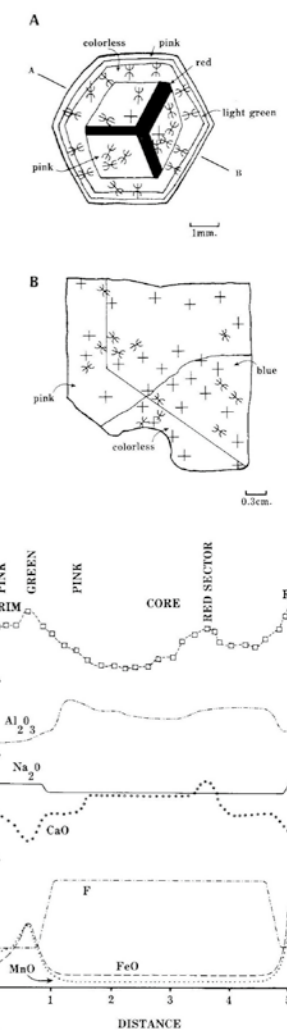 A
colorless
pink
A
red
light green
pink
B
1mm.
B
blue
pink
colorless
0.3cm.
PINK
GREEN
PINK
RIM
CORE
RED SECTOR
Al2O3
Na2O
CaO
F
MnO
FeO
1
2
3
4
DISTANCE